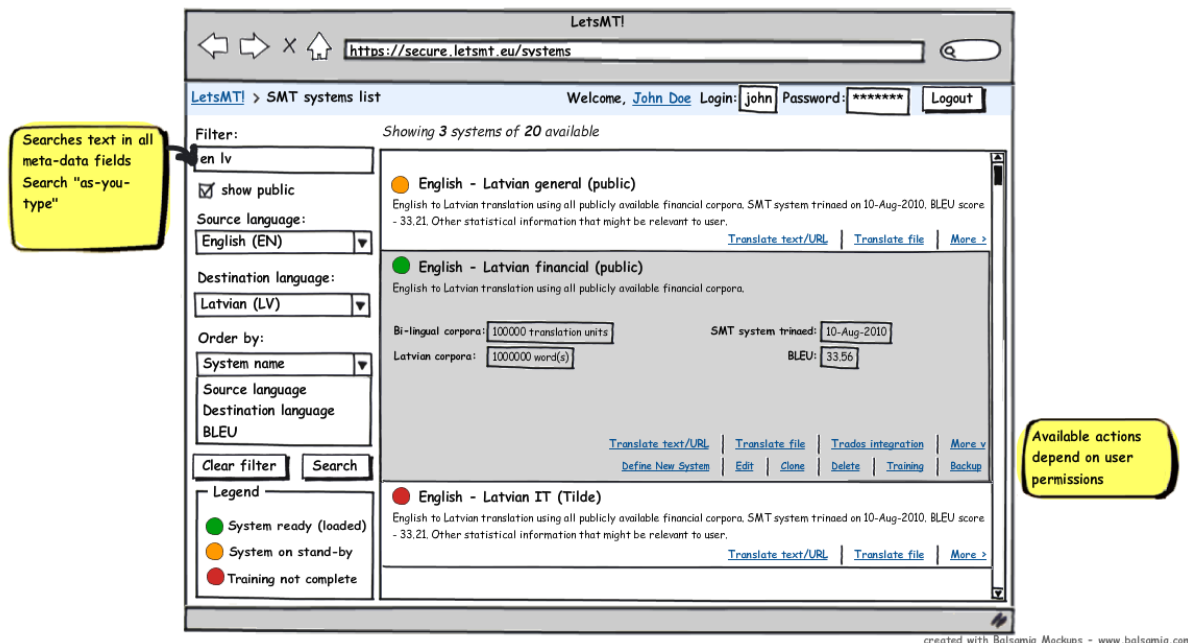 LetsMT!
https://secure.letsmt.eu/systems
LetsMT! > SMT systems list
Welcome, John Doe Login: john Password: ******* Logout
Searches text in all
meta-data fields
Search "as-you-
type"
Filter:
en lv
show public
Source language:
English (EN)
Destination language:
Latvian (LV)
Order by:
System name
Source language
Destination language
BLEU
Clear filter Search
Legend
System ready (loaded)
System on stand-by
Training not complete
Showing 3 systems of 20 available
English - Latvian general (public)
English to Latvian translation using all publicly available financial corpora. SMT system trinaed on 10-Aug-2010. BLEU score
- 33.21. Other statistical information that might be relevant to user.
Translate text/URL Translate file More >
English - Latvian financial (public)
English to Latvian translation using all publicly available financial corpora.
Bi-lingual corpora: 100000 translation units SMT system trinaed: 10-Aug-2010
Latvian corpora: 1000000 word(s) BLEU: 33.56
Translate text/URL Translate file Trados integration More v
Define New System Edit Clone Delete Training Backup
English - Latvian IT (Tilde)
English to Latvian translation using all publicly available financial corpora. SMT system trinaed on 10-Aug-2010. BLEU score
- 33.21. Other statistical information that might be relevant to user.
Translate text/URL Translate file More >
Available actions
depend on user
permissions
created with Balsamiq Mockups - www.balsamiq.com